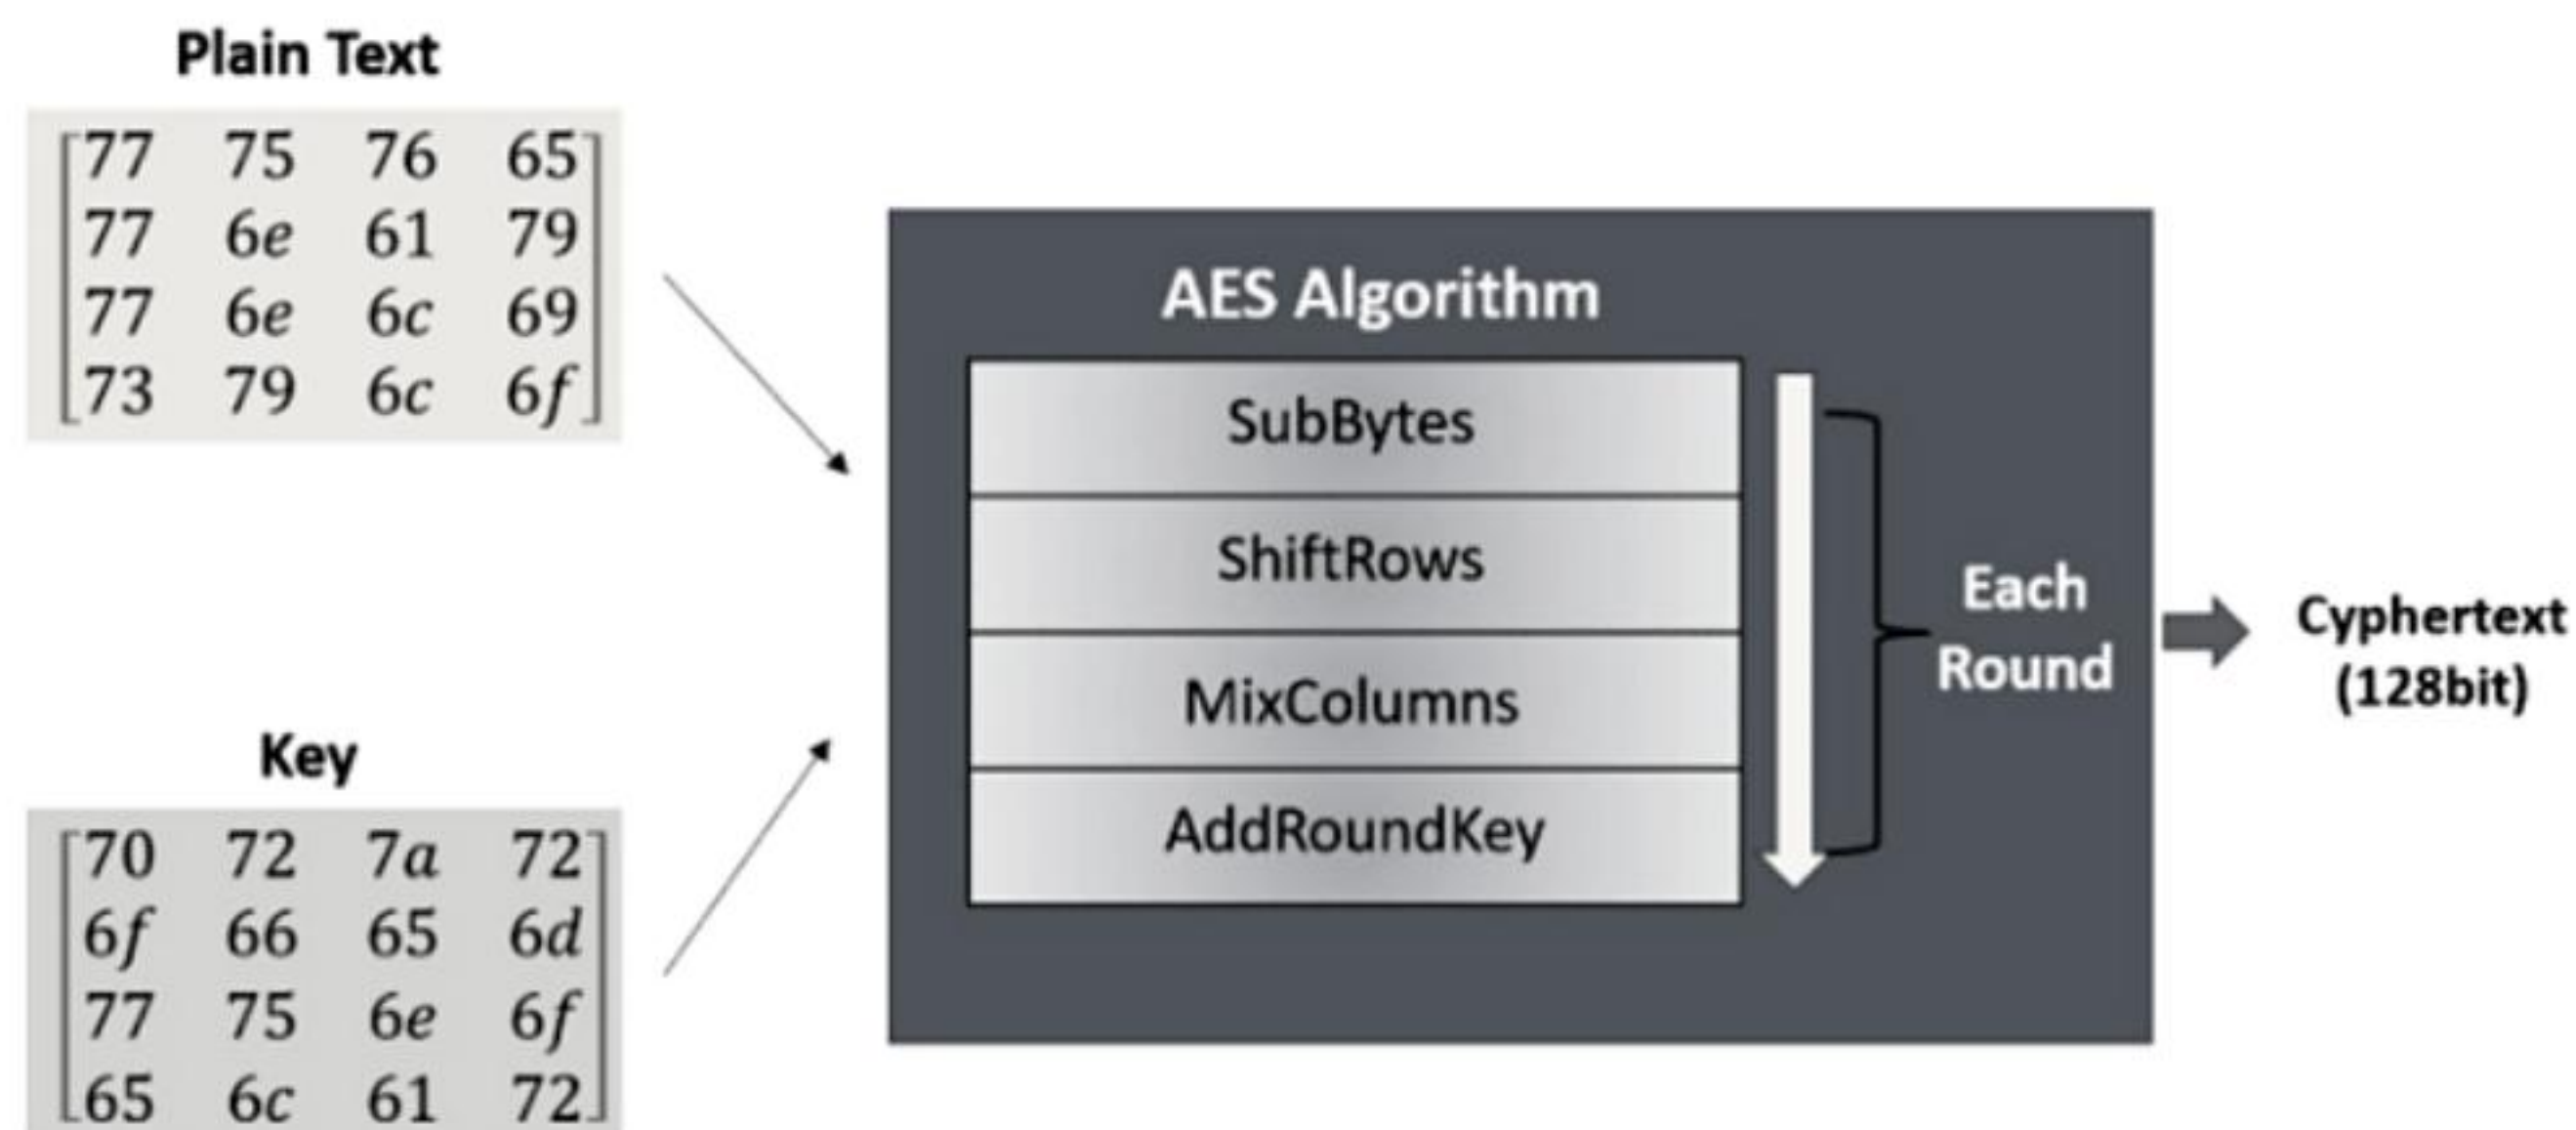 Plain Text
77 75 76 65
77 6e 61 79
77 6e 6c 69
73 79 6c 6f
Key
70 72 7a 72
6f 66 65 6d
77 75 6e 6f
65 6c 61 72
AES Algorithm
SubBytes
ShiftRows
MixColumns
AddRoundKey
Each
Round
Cyphertext
(128bit)